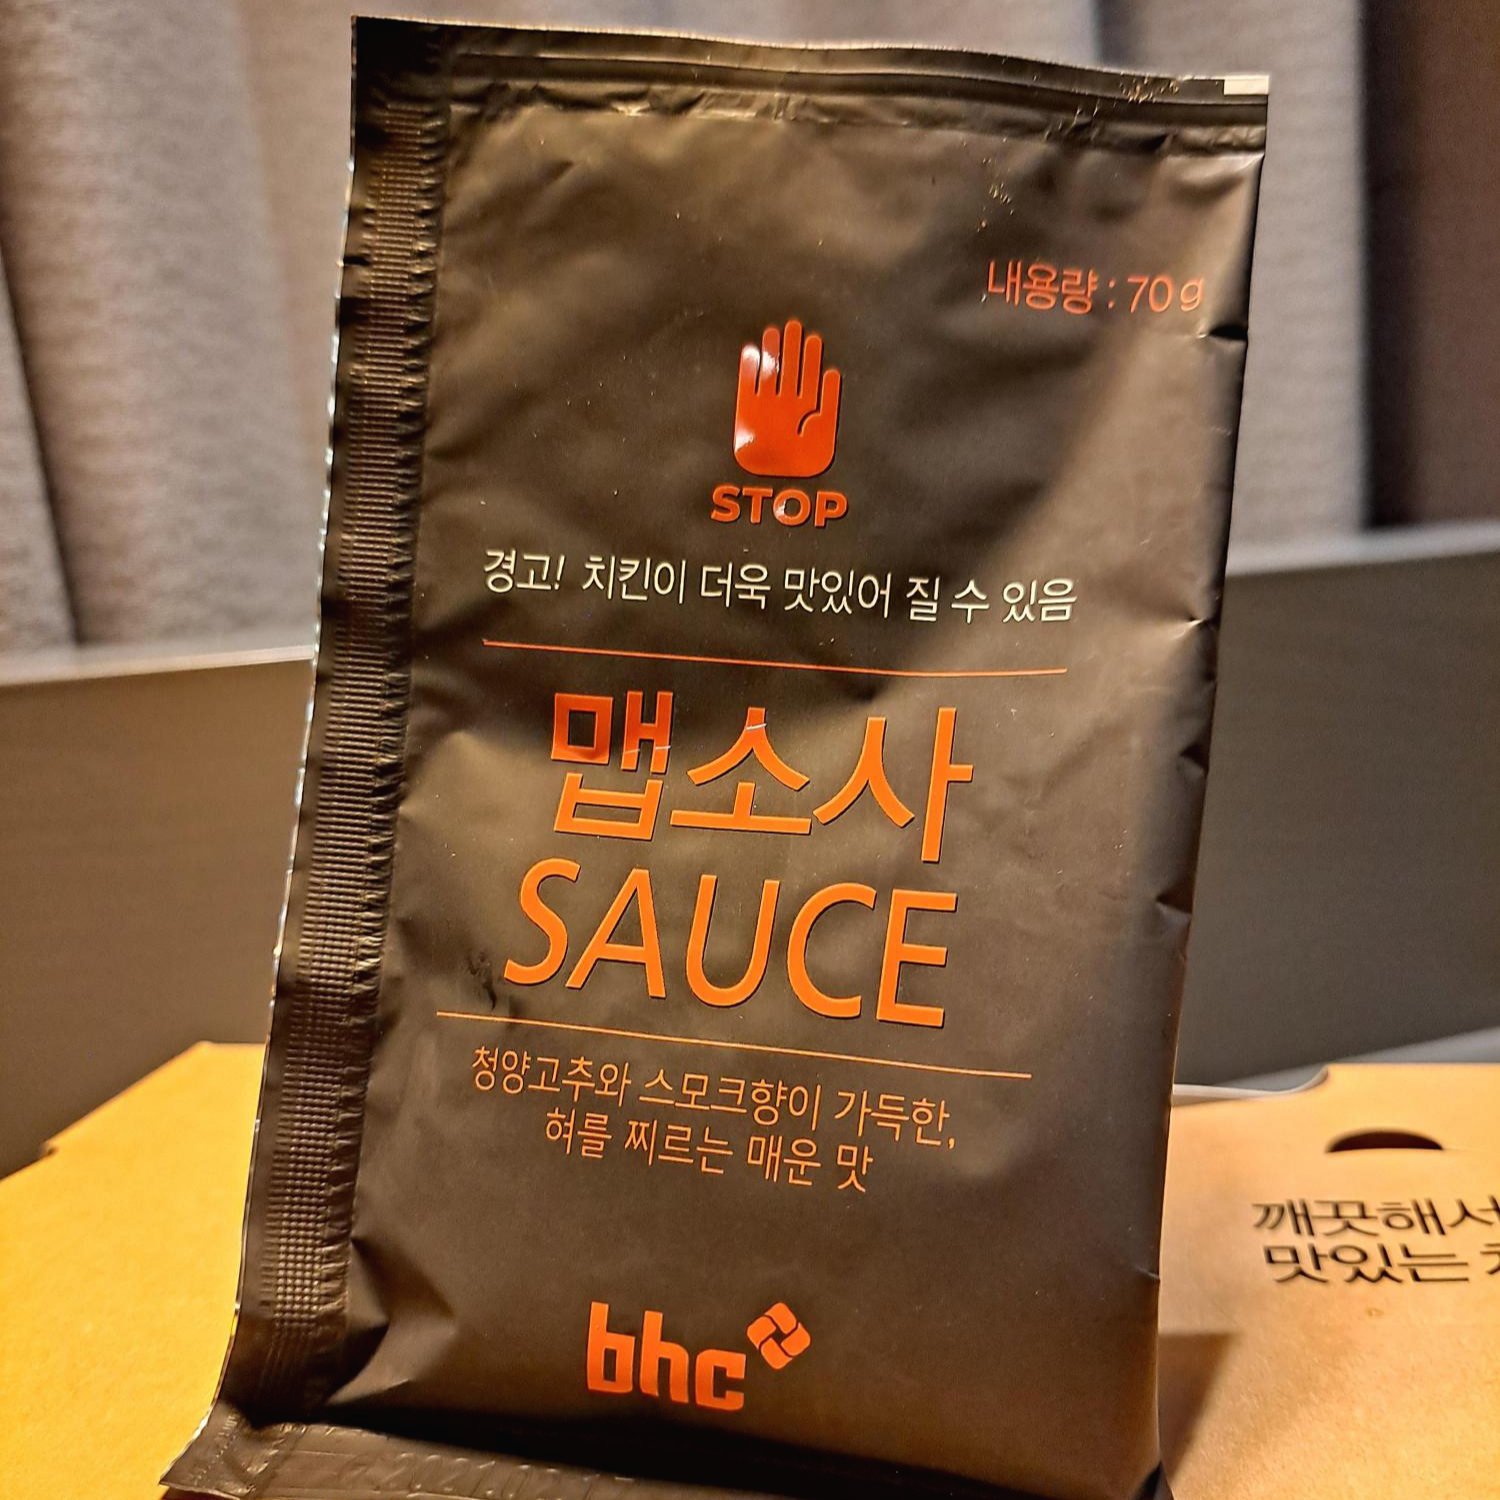 내용량 : 70g
STOP
경고! 치킨이 더욱 맛있어 질 수 있음
맵소사
SAUCE
청양고추와 스모크향이 가득한,
혀를 찌르는 매운 맛
bhc
깨끗해서
맛있는